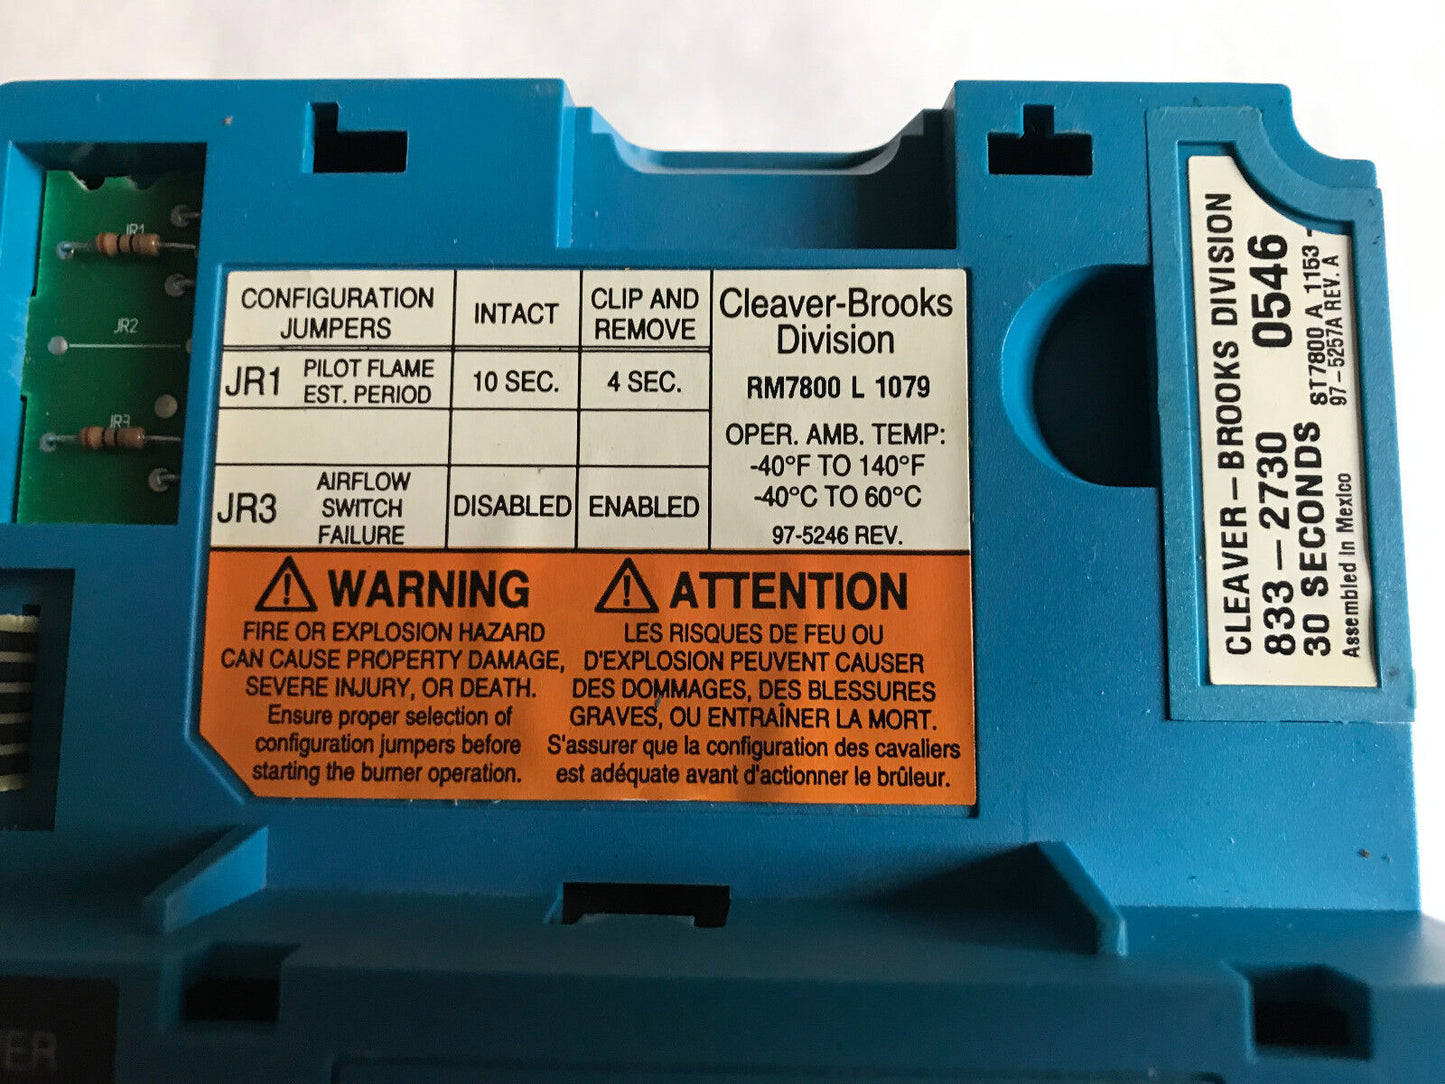 JR1
JR2
JR3
CONFIGURATION JUMPERS
INTACT
CLIP AND REMOVE
JR1 PILOT FLAME EST. PERIOD
10 SEC.
4 SEC.
JR3 AIRFLOW SWITCH FAILURE
DISABLED
ENABLED
Cleaver-Brooks
Division
RM7800 L 1079
OPER. AMB. TEMP:
-40°F TO 140°F
-40°C TO 60°C
97-5246 REV.
WARNING
FIRE OR EXPLOSION HAZARD
CAN CAUSE PROPERTY DAMAGE,
SEVERE INJURY, OR DEATH.
Ensure proper selection of
configuration jumpers before
starting the burner operation.
ATTENTION
LES RISQUES DE FEU OU
D'EXPLOSION PEUVENT CAUSER
DES DOMMAGES, DES BLESSURES
GRAVES, OU ENTRAÎNER LA MORT.
S'assurer que la configuration des cavaliers
est adéquate avant d'actionner le brûleur.
CLEAVER-BROOKS DIVISION
833-2730 0546
30 SECONDS ST7800 A 1153 -
97-5257A REV. A
Assembled In Mexico
ER